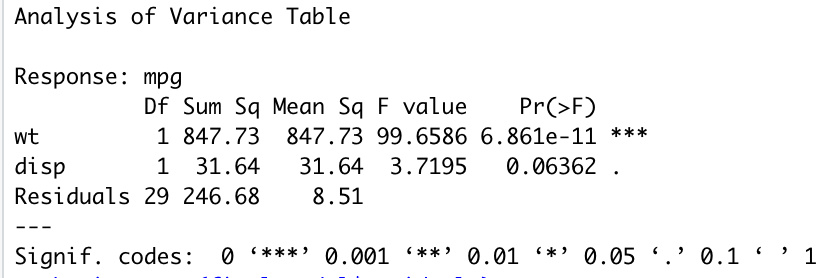 Analysis of Variance Table
Response: mpg
Df Sum Sq Mean Sq F value Pr(>F)
wt 1 847.73 847.73 99.6586 6.861e-11 ***
disp 1 31.64 31.64 3.7195 0.06362 .
Residuals 29 246.68 8.51
---
Signif. codes: 0 ‘***’ 0.001 ‘**’ 0.01 ‘*’ 0.05 ‘.’ 0.1 ‘ ’ 1